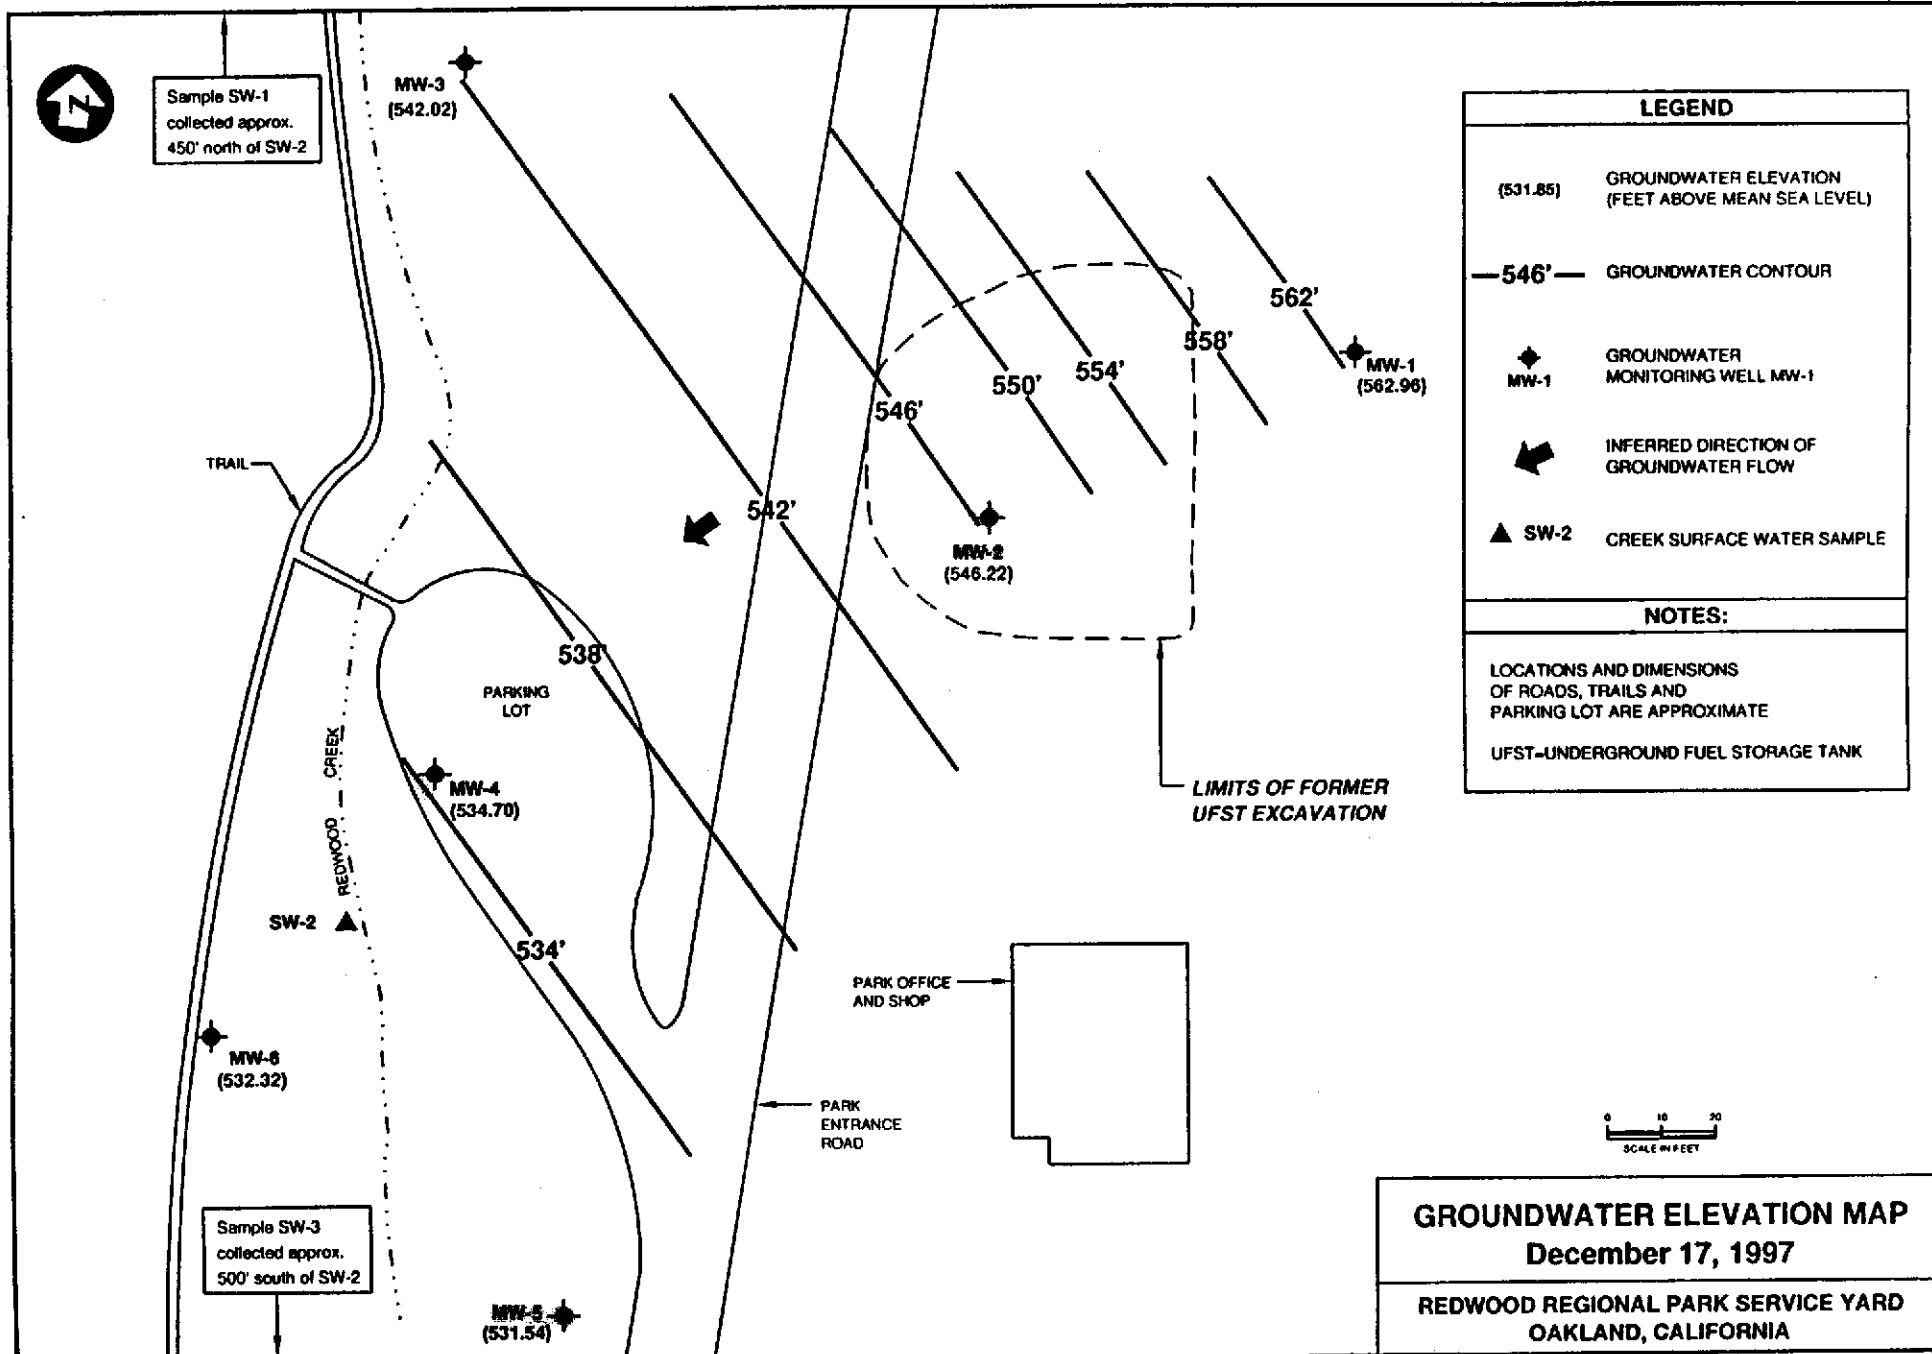 Sample SW-1
collected approx.
450' north of SW-2
N
MW-3
(542.02)
LEGEND
(531.85)
GROUNDWATER ELEVATION
(FEET ABOVE MEAN SEA LEVEL)
546'
GROUNDWATER CONTOUR
MW-1
GROUNDWATER
MONITORING WELL MW-1
INFERRED DIRECTION OF
GROUNDWATER FLOW
SW-2
CREEK SURFACE WATER SAMPLE
NOTES:
LOCATIONS AND DIMENSIONS
OF ROADS, TRAILS AND
PARKING LOT ARE APPROXIMATE
UFST=UNDERGROUND FUEL STORAGE TANK
562'
558'
554'
550'
546'
542'
538'
534'
MW-1
(562.96)
MW-2
(546.22)
TRAIL
PARKING
LOT
REDWOOD CREEK
MW-4
(534.70)
SW-2
LIMITS OF FORMER
UFST EXCAVATION
PARK OFFICE
AND SHOP
MW-6
(532.32)
PARK
ENTRANCE
ROAD
0 10 20
SCALE IN FEET
Sample SW-3
collected approx.
500' south of SW-2
MW-5
(531.54)
GROUNDWATER ELEVATION MAP
December 17, 1997
REDWOOD REGIONAL PARK SERVICE YARD
OAKLAND, CALIFORNIA